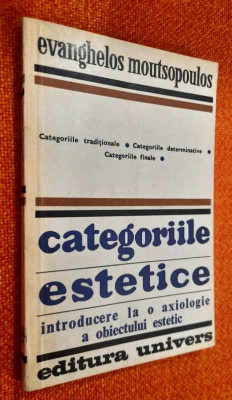 evanghelos moutsopoulos
Categoriile tradiționale ● Categoriile determinative ●
Categoriile finale ●
categoriile
estetice
introducere la o axiologie
a obiectului estetic
editura univers